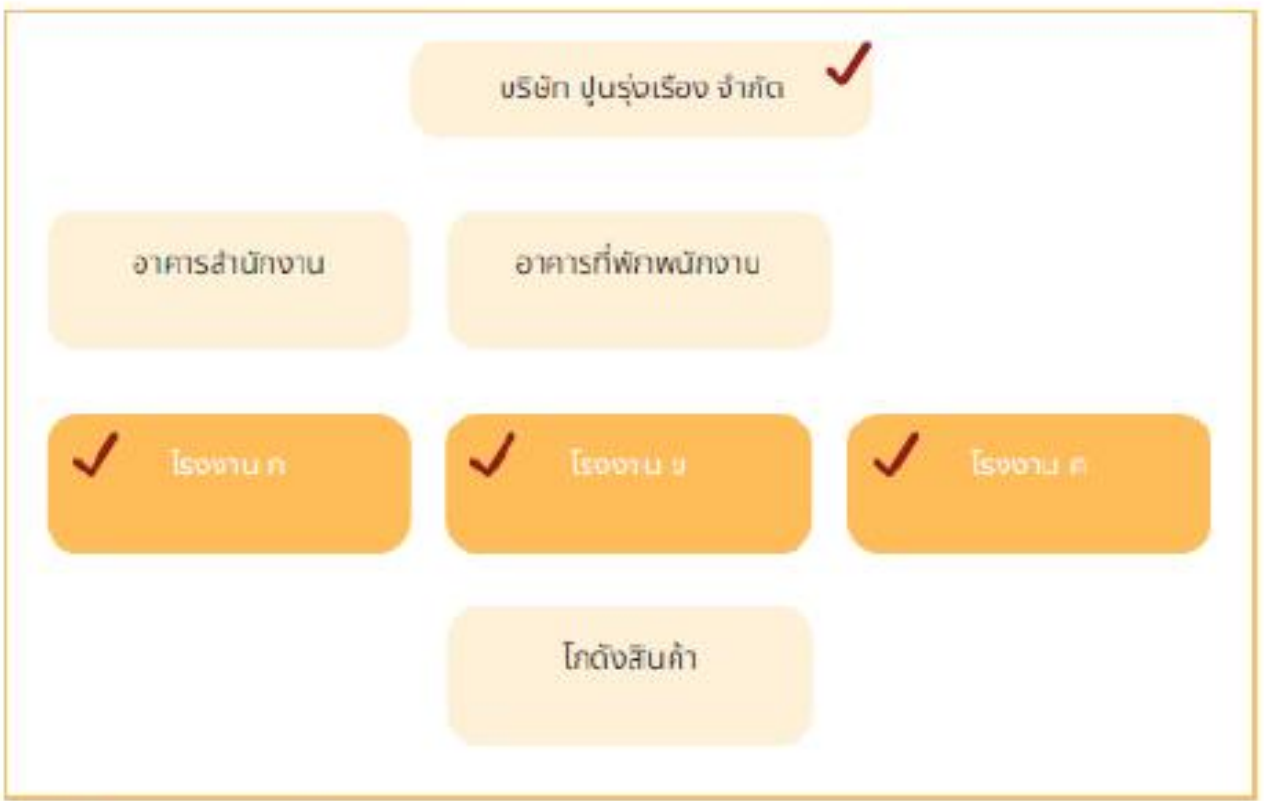 บริษัท ปูนรุ่งเรือง จำกัด
อาคารสำนักงาน
อาคารที่พักพนักงาน
โรงงาน ก
โรงงาน ข
โรงงาน ค
โกดังสินค้า